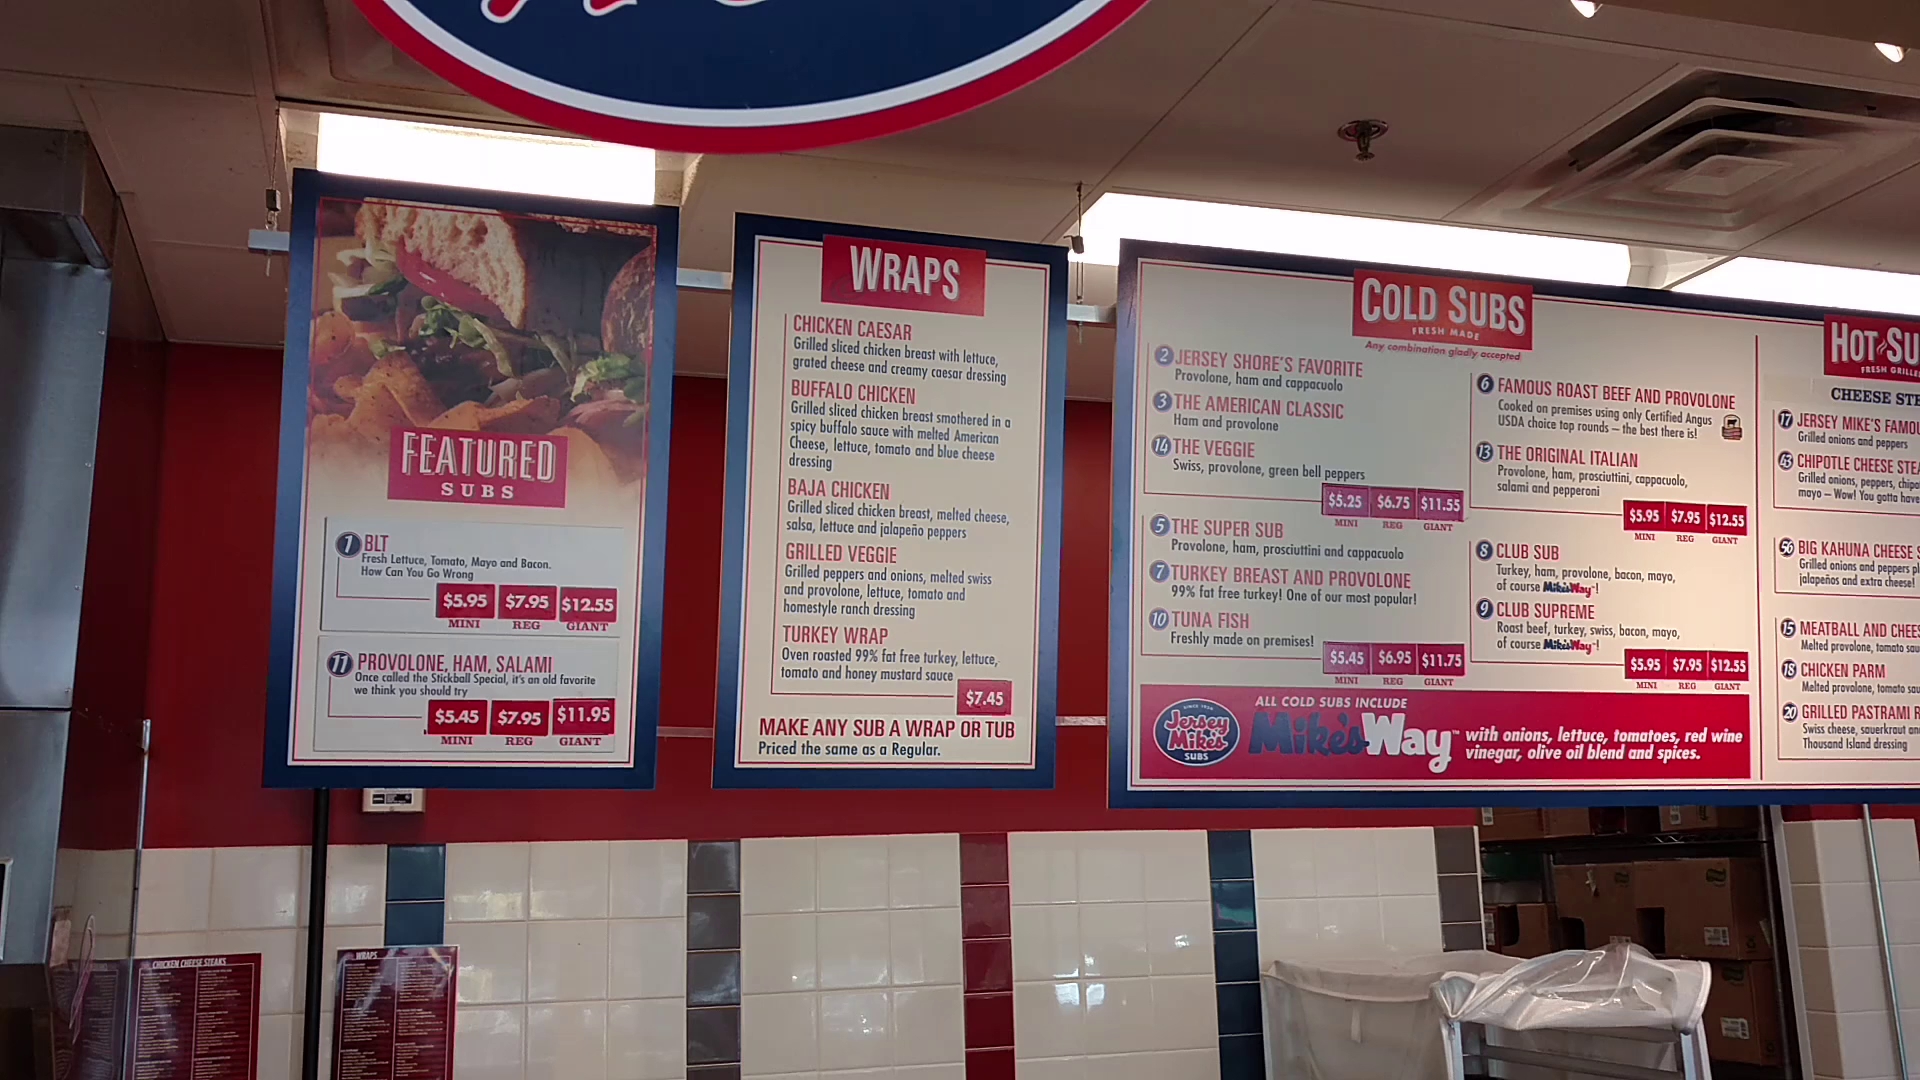 FEATURED
SUBS
1 BLT
Fresh Lettuce, Tomato, Mayo and Bacon.
How Can You Go Wrong
$5.95 $7.95 $12.55
MINI REG GIANT
11 PROVOLONE, HAM, SALAMI
Once called the Stickball Special, it's an old favorite
we think you should try
$5.45 $7.95 $11.95
MINI REG GIANT
WRAPS
CHICKEN CAESAR
Grilled sliced chicken breast with lettuce,
grated cheese and creamy caesar dressing
BUFFALO CHICKEN
Grilled sliced chicken breast smothered in a
spicy buffalo sauce with melted American
Cheese, lettuce, tomato and blue cheese
dressing
BAJA CHICKEN
Grilled sliced chicken breast, melted cheese,
salsa, lettuce and jalapeño peppers
GRILLED VEGGIE
Grilled peppers and onions, melted swiss
and provolone, lettuce, tomato and
homestyle ranch dressing
TURKEY WRAP
Oven roasted 99% fat free turkey, lettuce,
tomato and honey mustard sauce
$7.45
MAKE ANY SUB A WRAP OR TUB
Priced the same as a Regular.
COLD SUBS
FRESH MADE
Any combination gladly accepted
2 JERSEY SHORE'S FAVORITE
Provolone, ham and cappacuolo
3 THE AMERICAN CLASSIC
Ham and provolone
14 THE VEGGIE
Swiss, provolone, green bell peppers
$5.25 $6.75 $11.55
MINI REG GIANT
5 THE SUPER SUB
Provolone, ham, prosciuttini and cappacuolo
7 TURKEY BREAST AND PROVOLONE
99% fat free turkey! One of our most popular!
10 TUNA FISH
Freshly made on premises!
$5.45 $6.95 $11.75
MINI REG GIANT
6 FAMOUS ROAST BEEF AND PROVOLONE
Cooked on premises using only Certified Angus
USDA choice top rounds – the best there is!
13 THE ORIGINAL ITALIAN
Provolone, ham, prosciuttini, cappacuolo,
salami and pepperoni
$5.95 $7.95 $12.55
MINI REG GIANT
8 CLUB SUB
Turkey, ham, provolone, bacon, mayo,
of course Mike'sWay™!
9 CLUB SUPREME
Roast beef, turkey, swiss, bacon, mayo,
of course Mike'sWay™!
$5.95 $7.95 $12.55
MINI REG GIANT
SINCE 1956
Jersey
Mike's
SUBS
ALL COLD SUBS INCLUDE
Mike'sWay™ with onions, lettuce, tomatoes, red wine
vinegar, olive oil blend and spices.
HOT SU
FRESH GRILLE
CHEESE STE
17 JERSEY MIKE'S FAMOU
Grilled onions and peppers
43 CHIPOTLE CHEESE STEA
Grilled onions, peppers, chipo
mayo – Wow! You gotta have
56 BIG KAHUNA CHEESE S
Grilled onions and peppers pl
jalapeños and extra cheese!
15 MEATBALL AND CHEES
Melted provolone, tomato sau
18 CHICKEN PARM
Melted provolone, tomato sau
20 GRILLED PASTRAMI R
Swiss cheese, sauerkraut an
Thousand Island dressing
CHICKEN CHEESE STEAKS
WRAPS